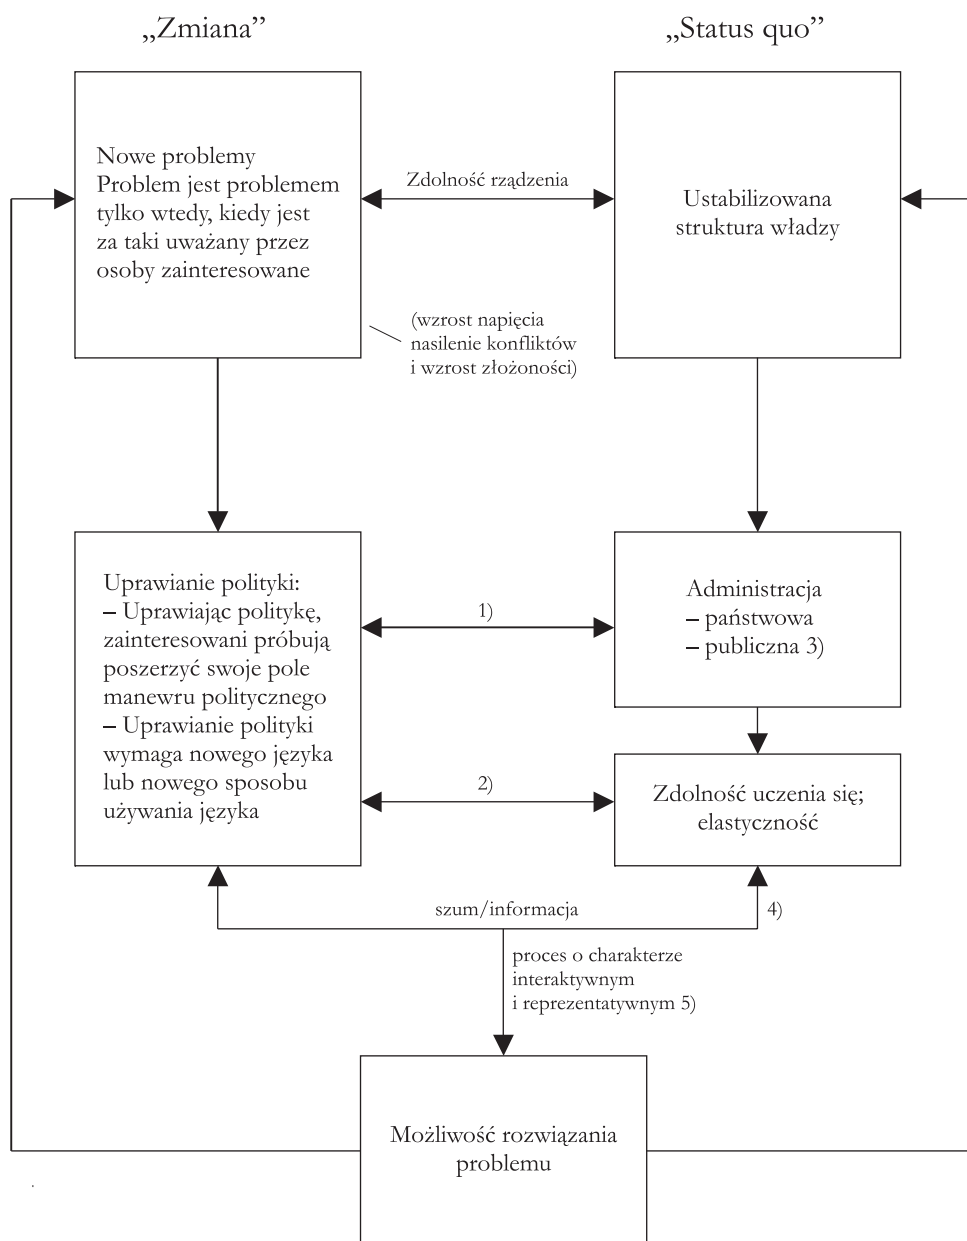 „Zmiana”
„Status quo”
Nowe problemy
Problem jest problemem
tylko wtedy, kiedy jest
za taki uważany przez
osoby zainteresowane
Zdolność rządzenia
Ustabilizowana
struktura władzy
(wzrost napięcia
nasilenie konfliktów
i wzrost złożoności)
Uprawianie polityki:
– Uprawiając politykę,
zainteresowani próbują
poszerzyć swoje pole
manewru politycznego
– Uprawianie polityki
wymaga nowego języka
lub nowego sposobu
używania języka
1)
Administracja
– państwowa
– publiczna 3)
2)
Zdolność uczenia się;
elastyczność
szum/informacja
4)
proces o charakterze
interaktywnym
i reprezentatywnym 5)
Możliwość rozwiązania
problemu